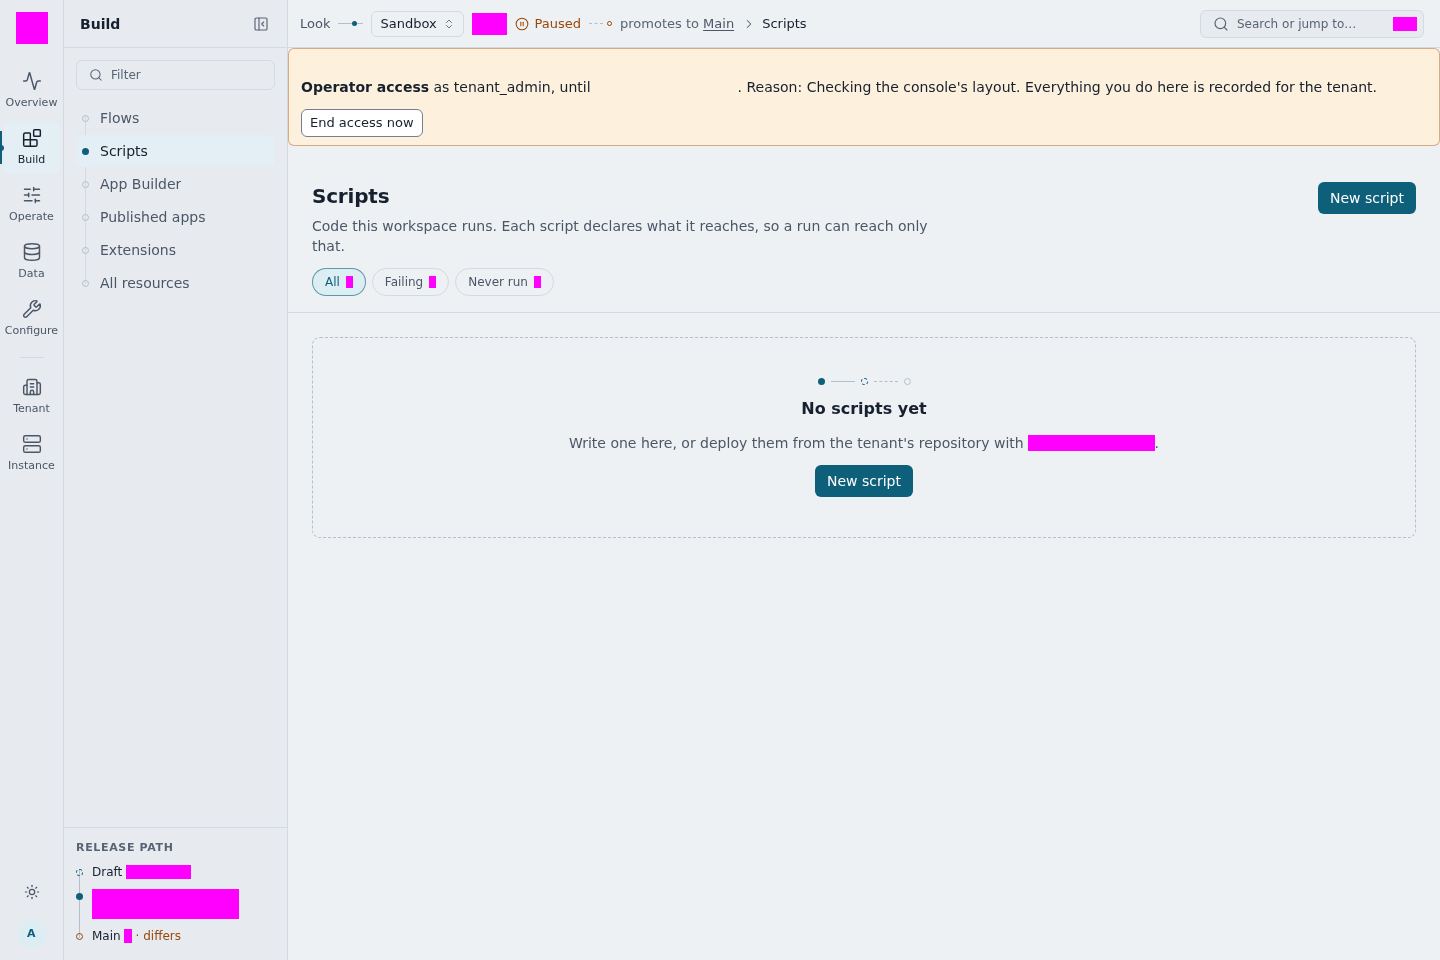 Build
Look
Sandbox
Paused
promotes to Main
Scripts
Search or jump to…
Overview
Build
Operate
Data
Configure
Tenant
Instance
A
Filter
Flows
Scripts
App Builder
Published apps
Extensions
All resources
RELEASE PATH
Draft
Main · differs
Operator access as tenant_admin, until . Reason: Checking the console's layout. Everything you do here is recorded for the tenant.
End access now
Scripts
New script
Code this workspace runs. Each script declares what it reaches, so a run can reach only
that.
All
Failing
Never run
No scripts yet
Write one here, or deploy them from the tenant's repository with .
New script